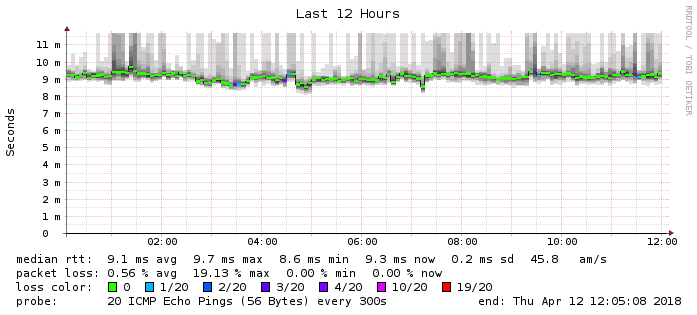 Last 12 Hours
RRDTOOL / TOBI OETIKER
Seconds
11 m
10 m
9 m
8 m
7 m
6 m
5 m
4 m
3 m
2 m
1 m
0
02:00 04:00 06:00 08:00 10:00 12:00
median rtt: 9.1 ms avg 9.7 ms max 8.6 ms min 9.3 ms now 0.2 ms sd 45.8 am/s
packet loss: 0.56 % avg 19.13 % max 0.00 % min 0.00 % now
loss color: 0 1/20 2/20 3/20 4/20 10/20 19/20
probe: 20 ICMP Echo Pings (56 Bytes) every 300s end: Thu Apr 12 12:05:08 2018